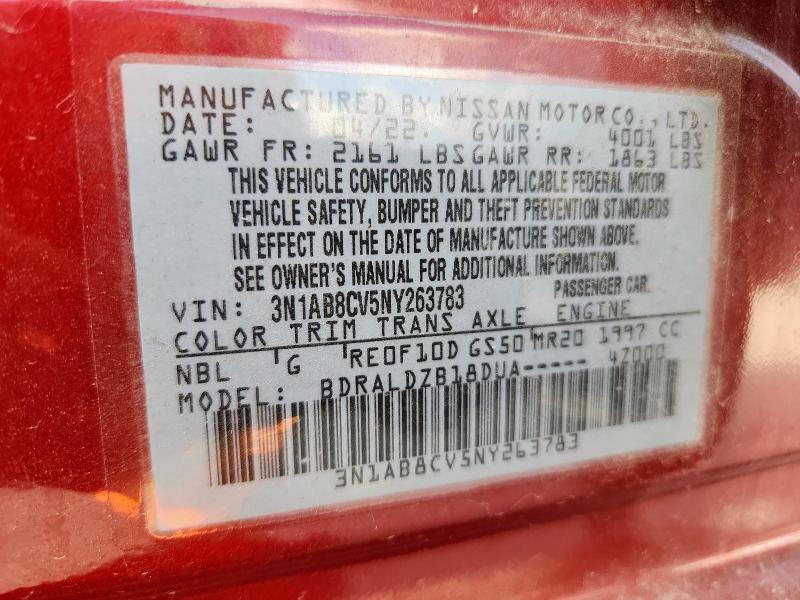 MANUFACTURED BY NISSAN MOTOR CO., LTD.
DATE: 04/22. GVWR: 4001 LBS
GAWR FR: 2161 LBS GAWR RR: 1863 LBS
THIS VEHICLE CONFORMS TO ALL APPLICABLE FEDERAL MOTOR
VEHICLE SAFETY, BUMPER AND THEFT PREVENTION STANDARDS
IN EFFECT ON THE DATE OF MANUFACTURE SHOWN ABOVE.
SEE OWNER'S MANUAL FOR ADDITIONAL INFORMATION.
VIN: 3N1AB8CV5NY263783 PASSENGER CAR.
COLOR TRIM TRANS AXLE ENGINE
NBL G RE0F10D GS50 MR20 1997 CC
MODEL: BDRALDZB18DUA----- 47000
3N1AB8CV5NY263783